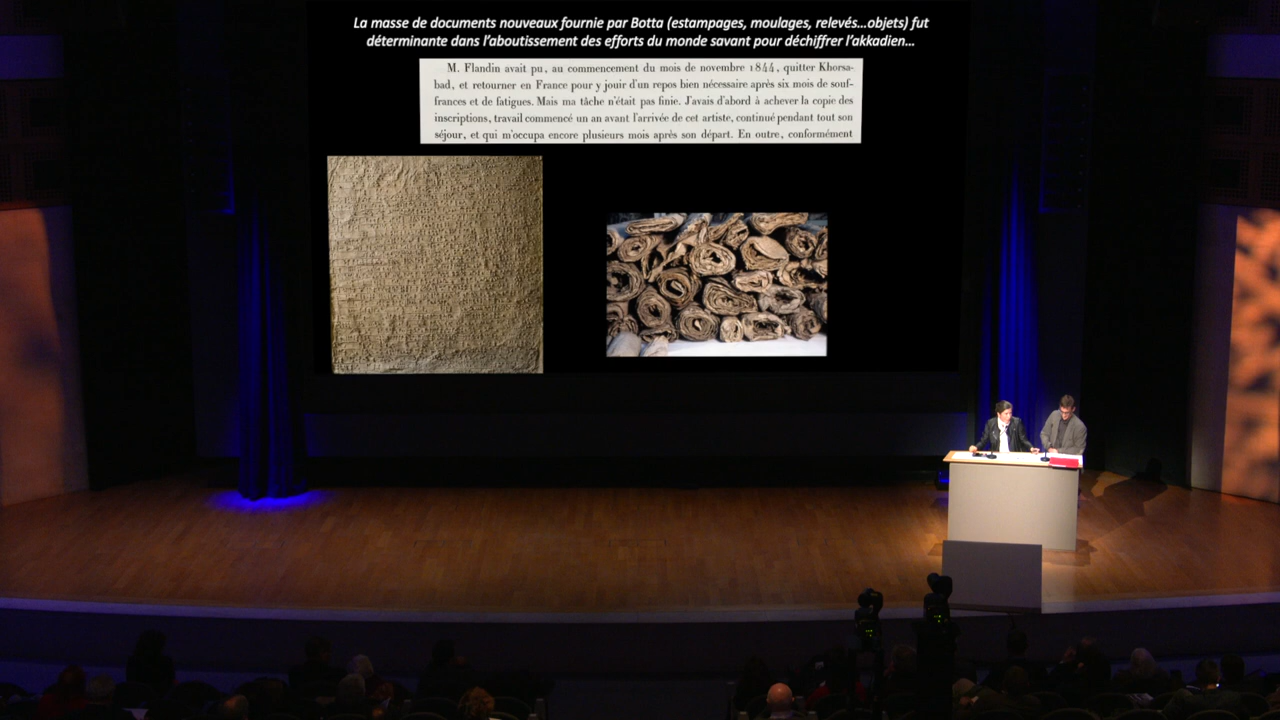 La masse de documents nouveaux fournie par Botta (estampages, moulages, relevés...objets) fut
déterminante dans l'aboutissement des efforts du monde savant pour déchiffrer l'akkadien...
M. Flandin avait pu, au commencement du mois de novembre 1844, quitter Khorsa-
bad, et retourner en France pour y jouir d'un repos bien nécessaire après six mois de souf-
frances et de fatigues. Mais ma tâche n'était pas finie. J'avais d'abord à achever la copie des
inscriptions, travail commencé un an avant l'arrivée de cet artiste, continué pendant tout son
séjour, et qui m'occupa encore plusieurs mois après son départ. En outre, conformément